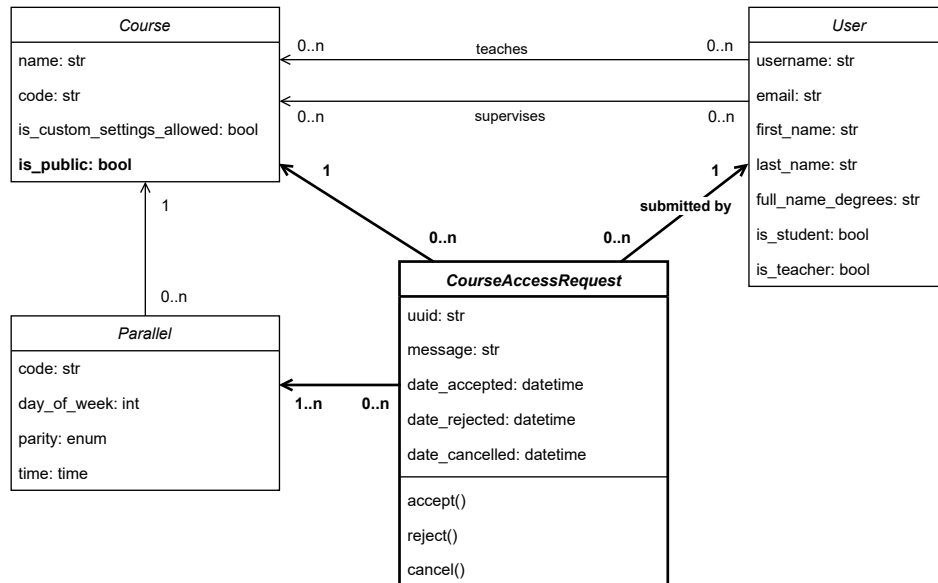 Course
name: str
code: str
is_custom_settings_allowed: bool
is_public: bool
User
username: str
email: str
first_name: str
last_name: str
full_name_degrees: str
is_student: bool
is_teacher: bool
0..n
teaches
0..n
0..n
supervises
0..n
1
1
submitted by
0..n
0..n
1
0..n
CourseAccessRequest
uuid: str
message: str
date_accepted: datetime
date_rejected: datetime
date_cancelled: datetime
accept()
reject()
cancel()
Parallel
code: str
day_of_week: int
parity: enum
time: time
1..n
0..n